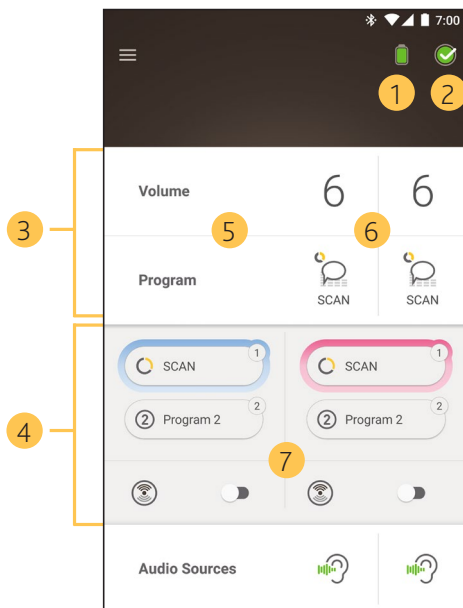 7:00
1 2
Volume 6 6
3 5 6
Program SCAN SCAN
SCAN 1 SCAN 1
4 2 Program 2 2 2 Program 2 2
7
Audio Sources